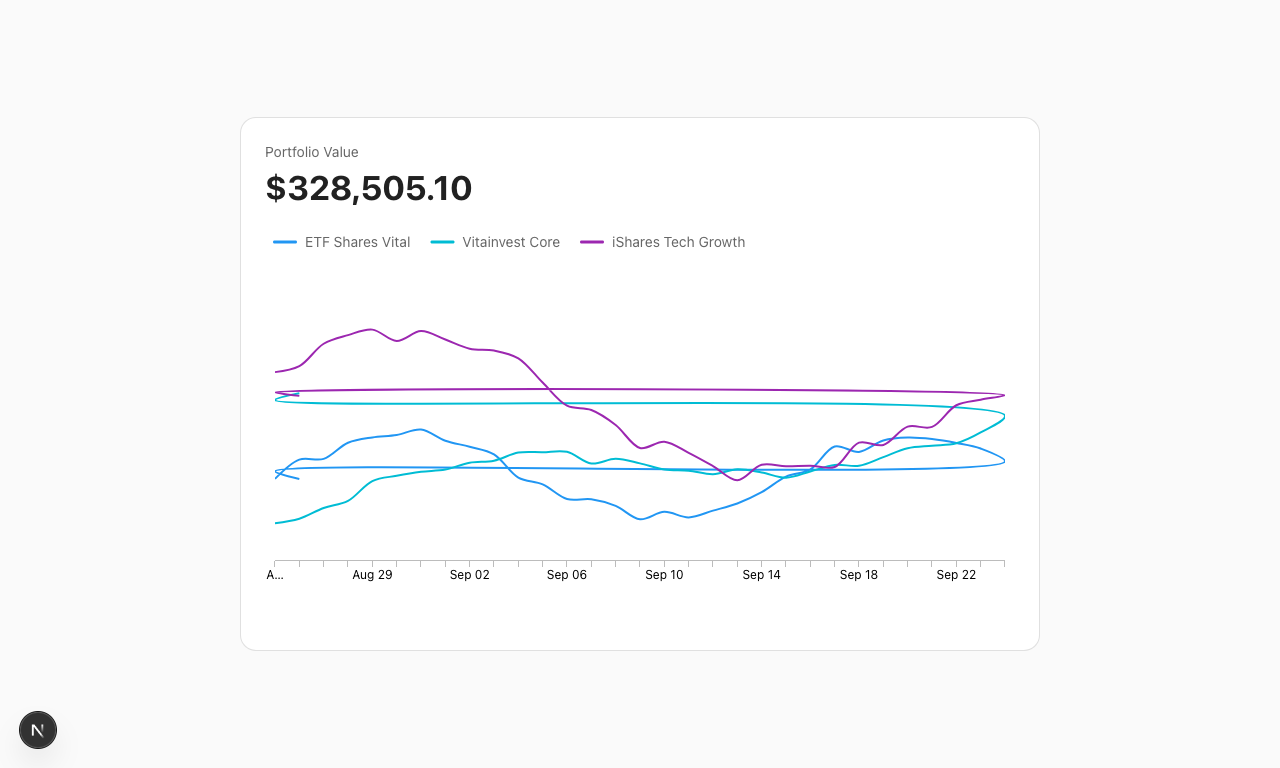 Portfolio Value
$328,505.10
ETF Shares Vital Vitainvest Core iShares Tech Growth
A... Aug 29 Sep 02 Sep 06 Sep 10 Sep 14 Sep 18 Sep 22
N